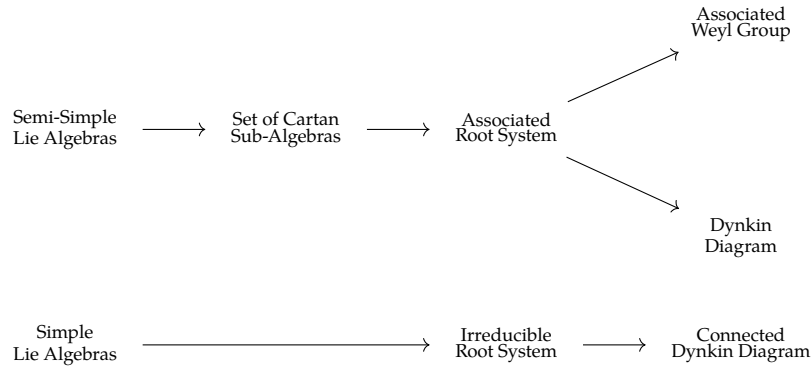 Associated
Weyl Group
Semi-Simple
Lie Algebras
Set of Cartan
Sub-Algebras
Associated
Root System
Dynkin
Diagram
Simple
Lie Algebras
Irreducible
Root System
Connected
Dynkin Diagram